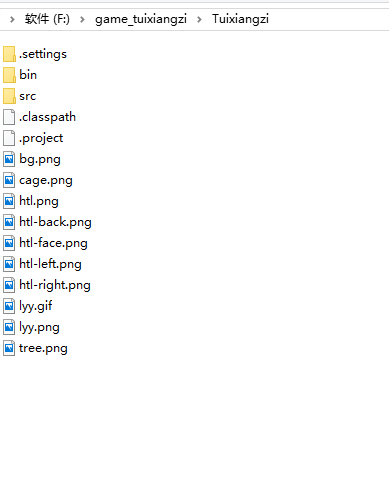 软件 (F:) > game_tuixiangzi > Tuixiangzi
.settings
bin
src
.classpath
.project
bg.png
cage.png
htl.png
htl-back.png
htl-face.png
htl-left.png
htl-right.png
lyy.gif
lyy.png
tree.png